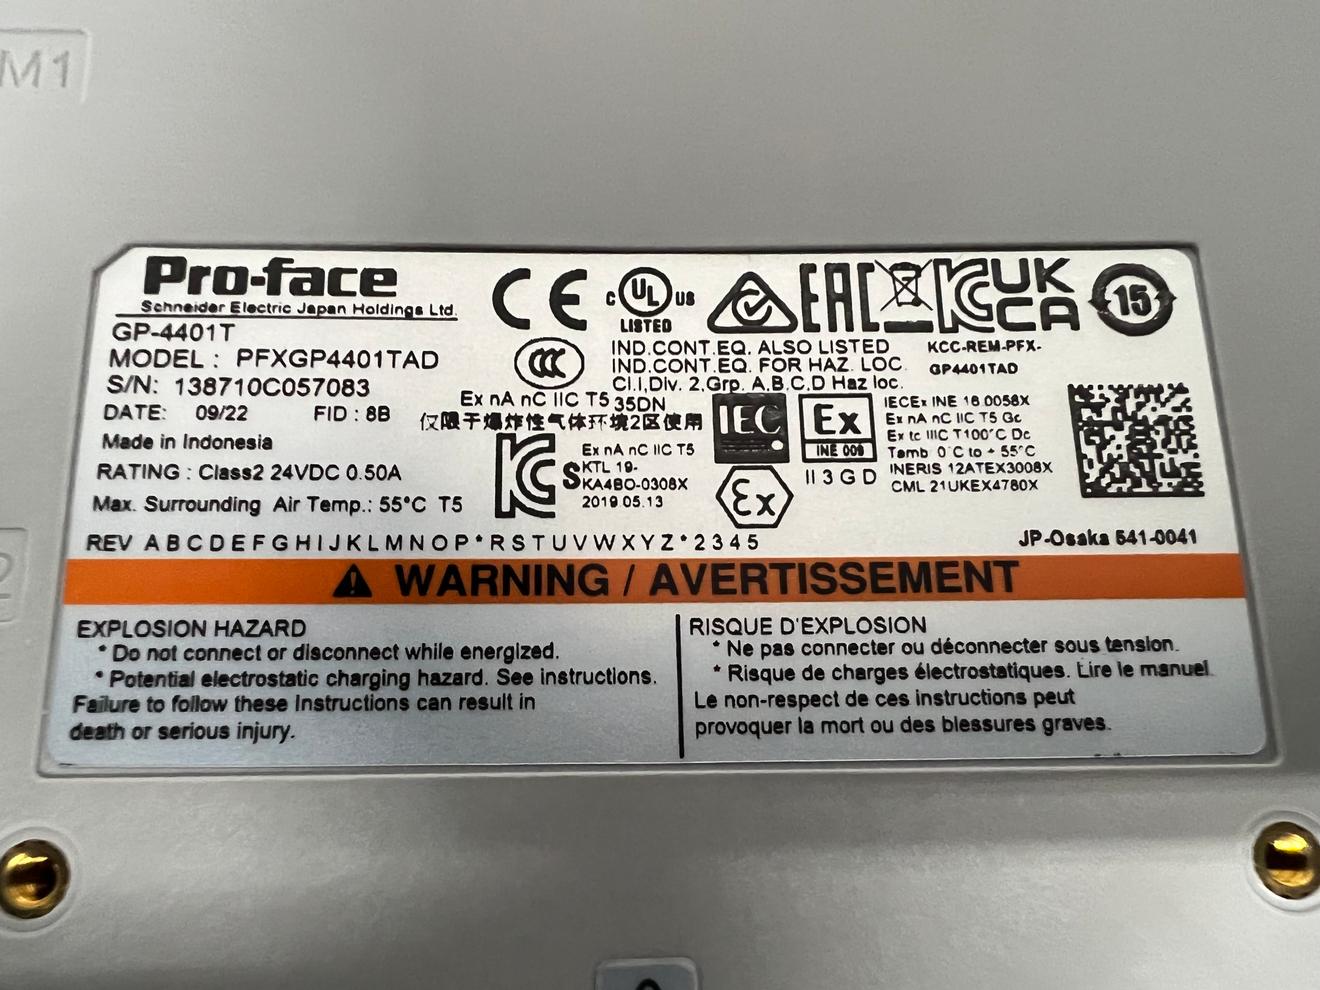 M1
Pro-face
Schneider Electric Japan Holdings Ltd.
GP-4401T
MODEL : PFXGP4401TAD
S/N: 138710C057083
DATE: 09/22 FID : 8B
Made in Indonesia
RATING : Class2 24VDC 0.50A
Max. Surrounding Air Temp.: 55°C T5
CE
C UL US
LISTED
EAC
UK
CA
15
CCC
IND.CONT.EQ. ALSO LISTED
IND.CONT.EQ. FOR HAZ. LOC.
Cl.I,Div. 2,Grp. A,B,C,D Haz loc.
35DN
KCC-REM-PFX-
GP4401TAD
Ex nA nC IIC T5
仅限于爆炸性气体环境2区使用
S
Ex nA nC IIC T5
KTL 19-
KA4BO-0308X
2019.05.13
IEC
Ex
INE 009
Ex
II 3 G D
IECEx INE 16.0058X
Ex nA nC IIC T5 Gc
Ex tc IIIC T100°C Dc
Tamb 0°C to + 55°C
INERIS 12ATEX3008X
CML 21UKEX4780X
REV A B C D E F G H I J K L M N O P * R S T U V W X Y Z * 2 3 4 5
JP-Osaka 541-0041
WARNING / AVERTISSEMENT
EXPLOSION HAZARD
* Do not connect or disconnect while energized.
* Potential electrostatic charging hazard. See instructions.
Failure to follow these Instructions can result in
death or serious injury.
RISQUE D'EXPLOSION
* Ne pas connecter ou déconnecter sous tension.
* Risque de charges électrostatiques. Lire le manuel.
Le non-respect de ces instructions peut
provoquer la mort ou des blessures graves.